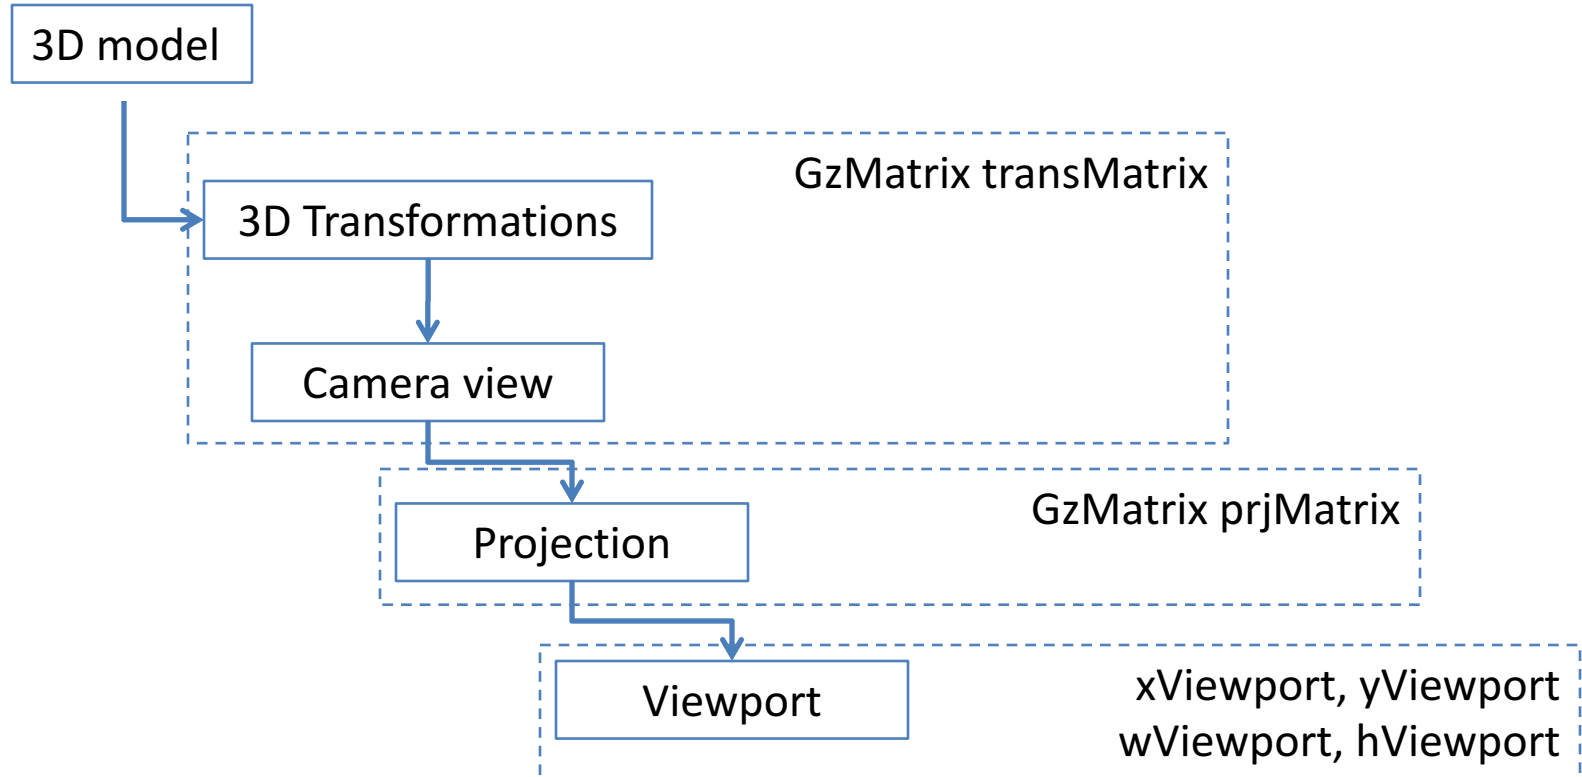 3D model
GzMatrix transMatrix
3D Transformations
Camera view
GzMatrix prjMatrix
Projection
Viewport
xViewport, yViewport
wViewport, hViewport